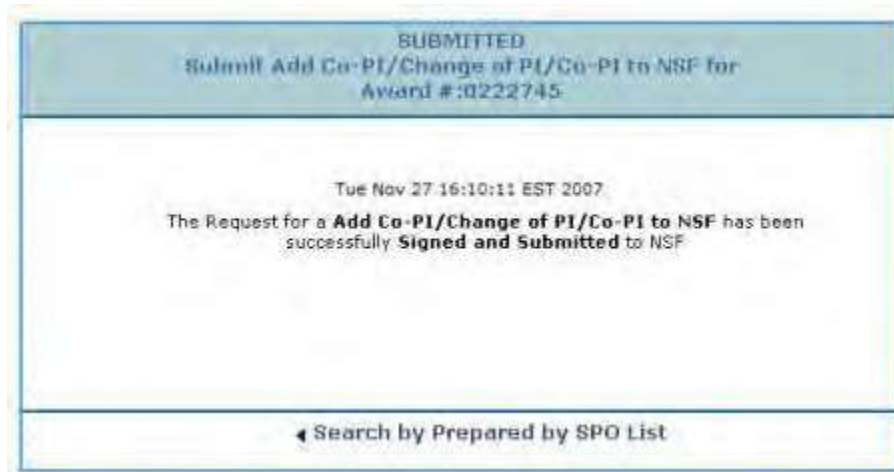 SUBMITTED
Submit Add Co-PI/Change of PI/Co-PI to NSF for
Award #:0222745
Tue Nov 27 16:10:11 EST 2007
The Request for a Add Co-PI/Change of PI/Co-PI to NSF has been
successfully Signed and Submitted to NSF
Search by Prepared by SPO List